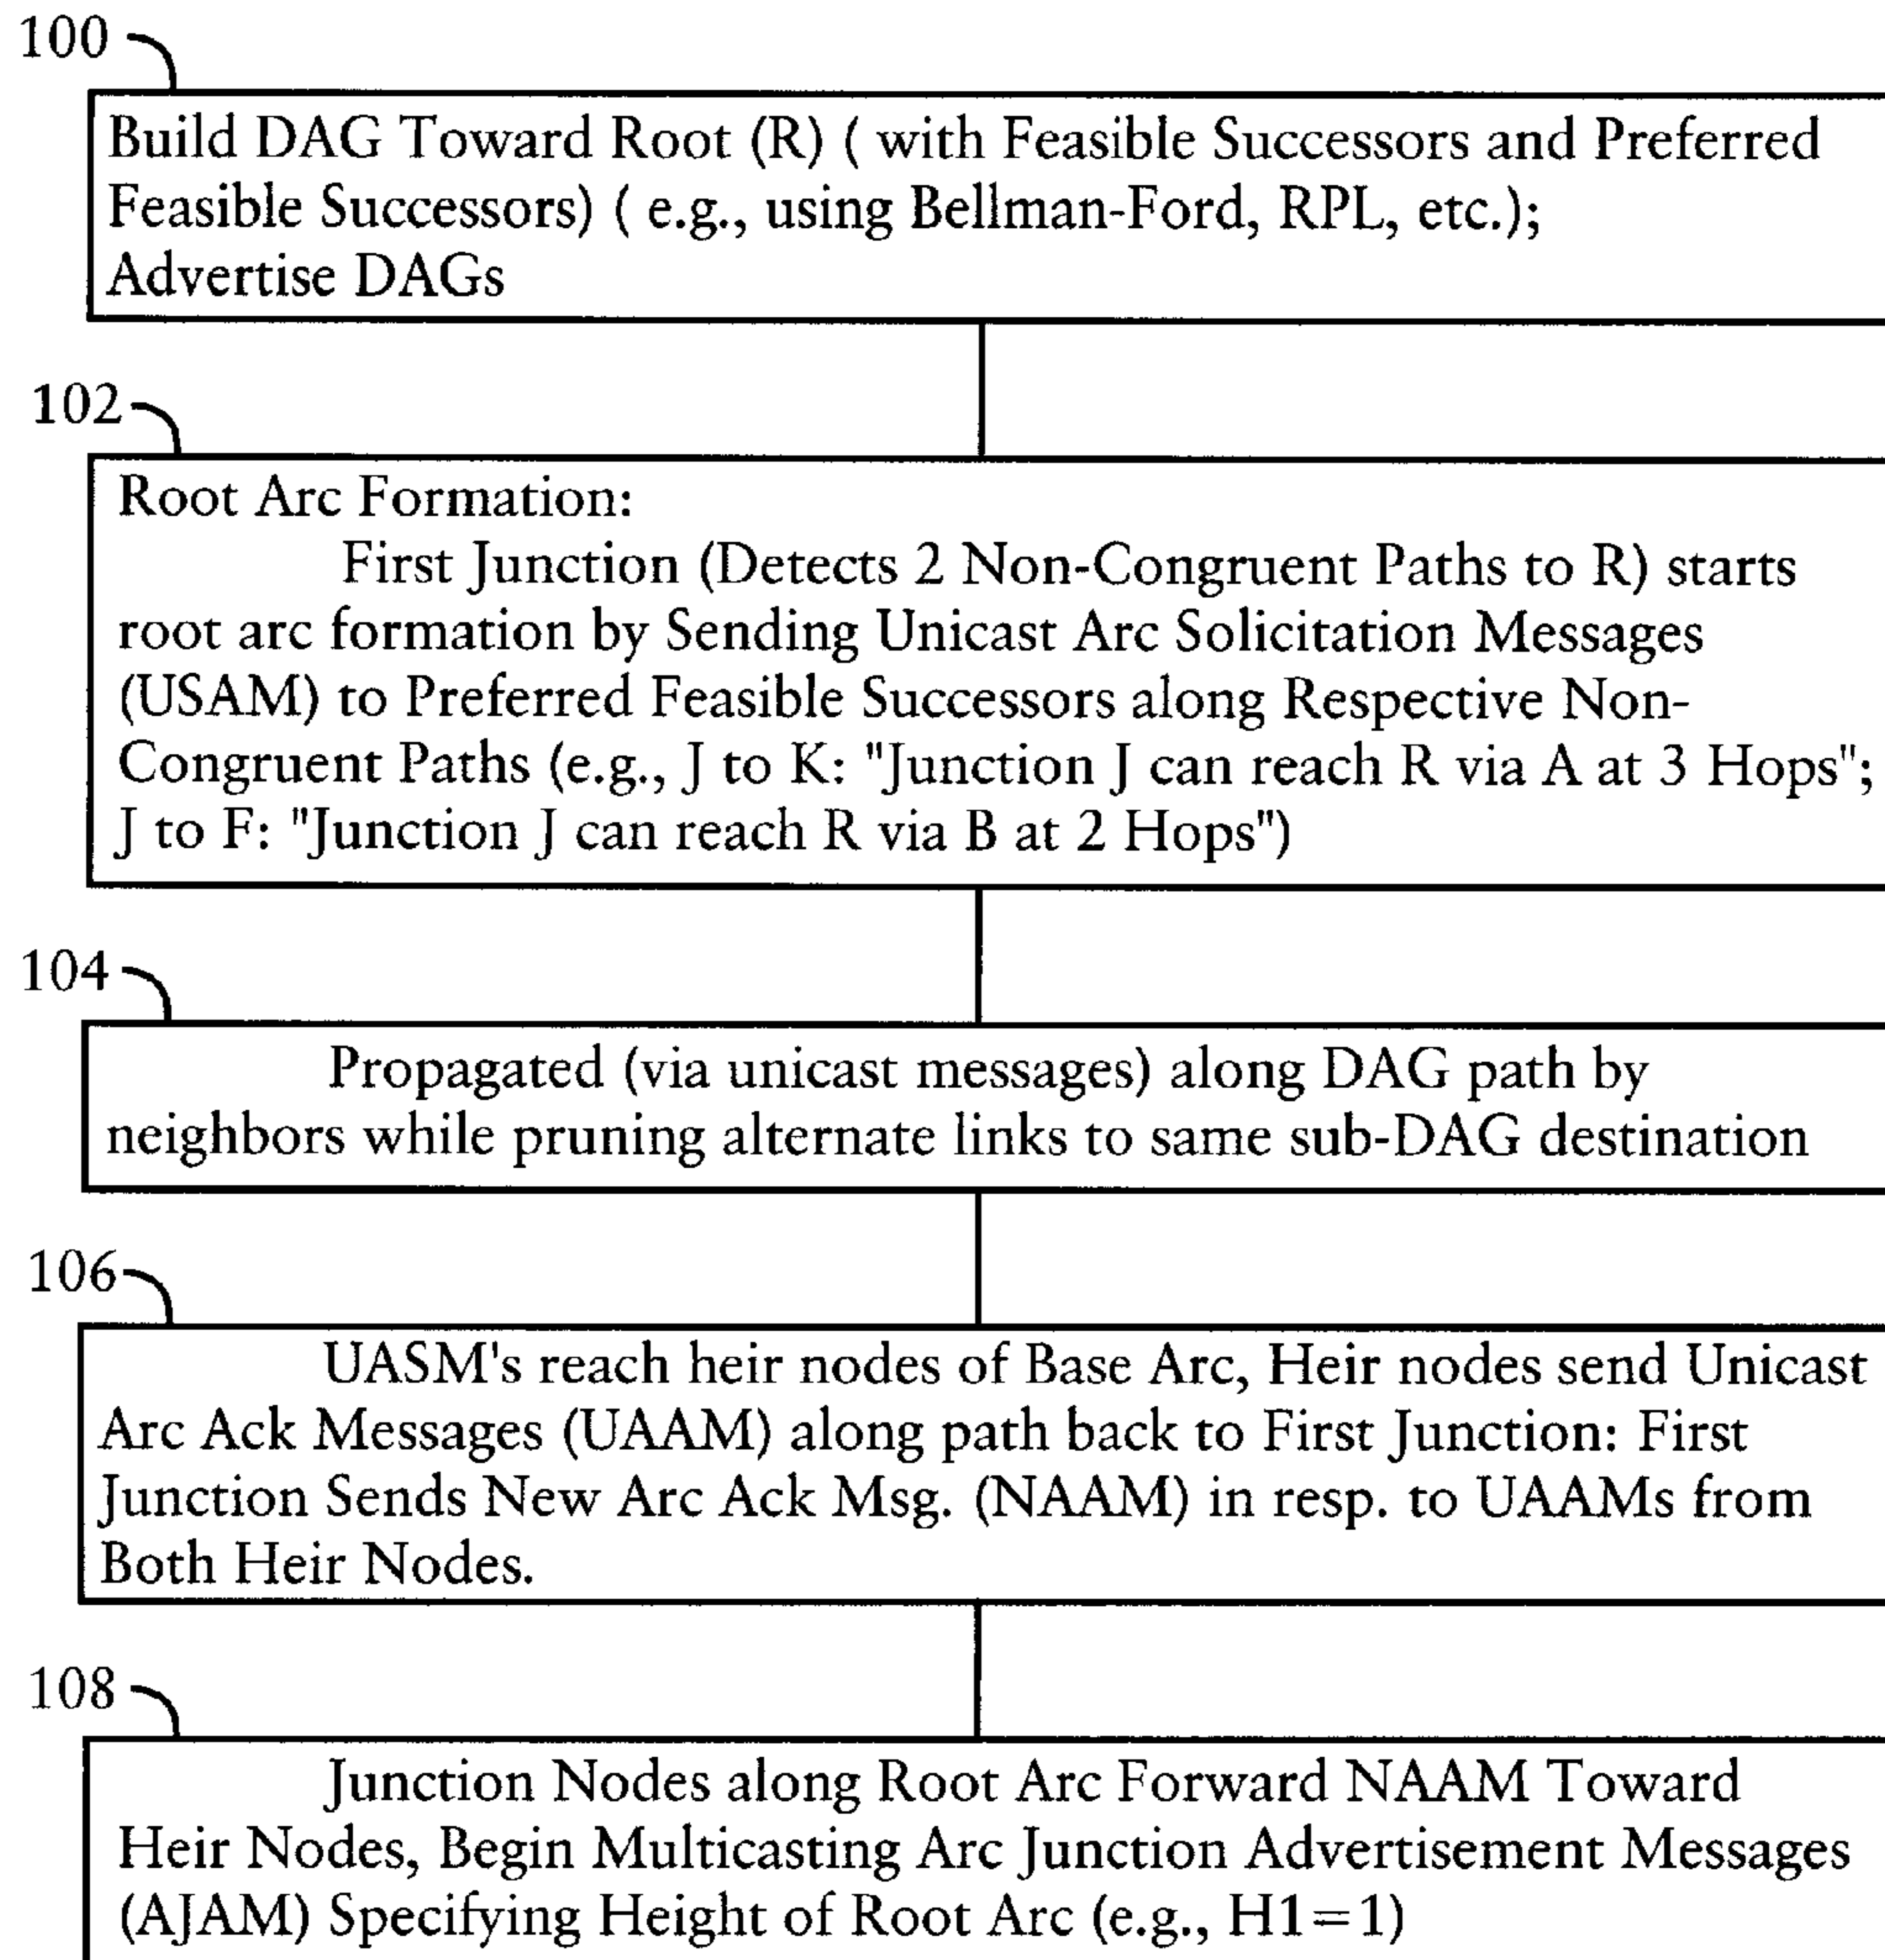 100
Build DAG Toward Root (R) ( with Feasible Successors and Preferred
Feasible Successors) ( e.g., using Bellman-Ford, RPL, etc.);
Advertise DAGs
102
Root Arc Formation:
First Junction (Detects 2 Non-Congruent Paths to R) starts
root arc formation by Sending Unicast Arc Solicitation Messages
(USAM) to Preferred Feasible Successors along Respective Non-
Congruent Paths (e.g., J to K: "Junction J can reach R via A at 3 Hops";
J to F: "Junction J can reach R via B at 2 Hops")
104
Propagated (via unicast messages) along DAG path by
neighbors while pruning alternate links to same sub-DAG destination
106
UASM's reach heir nodes of Base Arc, Heir nodes send Unicast
Arc Ack Messages (UAAM) along path back to First Junction: First
Junction Sends New Arc Ack Msg. (NAAM) in resp. to UAAMs from
Both Heir Nodes.
108
Junction Nodes along Root Arc Forward NAAM Toward
Heir Nodes, Begin Multicasting Arc Junction Advertisement Messages
(AJAM) Specifying Height of Root Arc (e.g., H1=1)